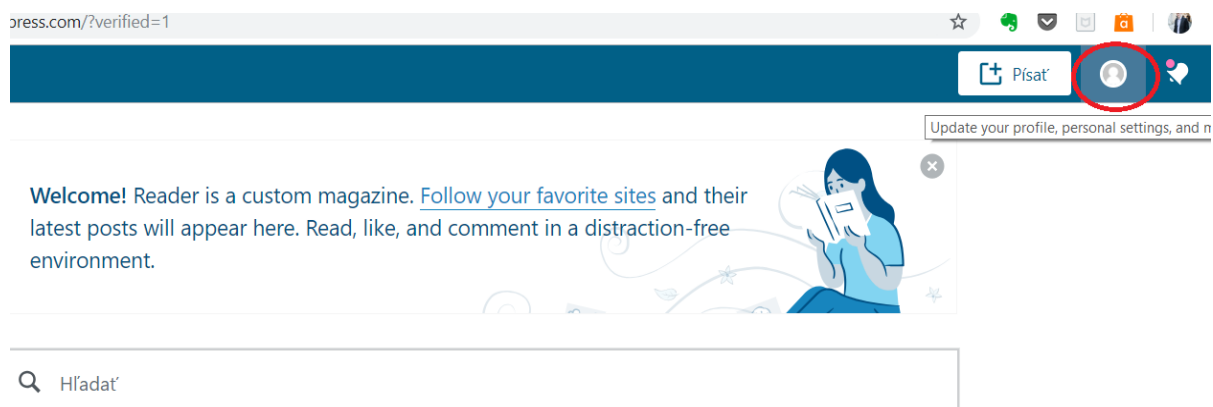 press.com/?verified=1
Písať
Update your profile, personal settings, and m
Welcome! Reader is a custom magazine. Follow your favorite sites and their
latest posts will appear here. Read, like, and comment in a distraction-free
environment.
Hľadať